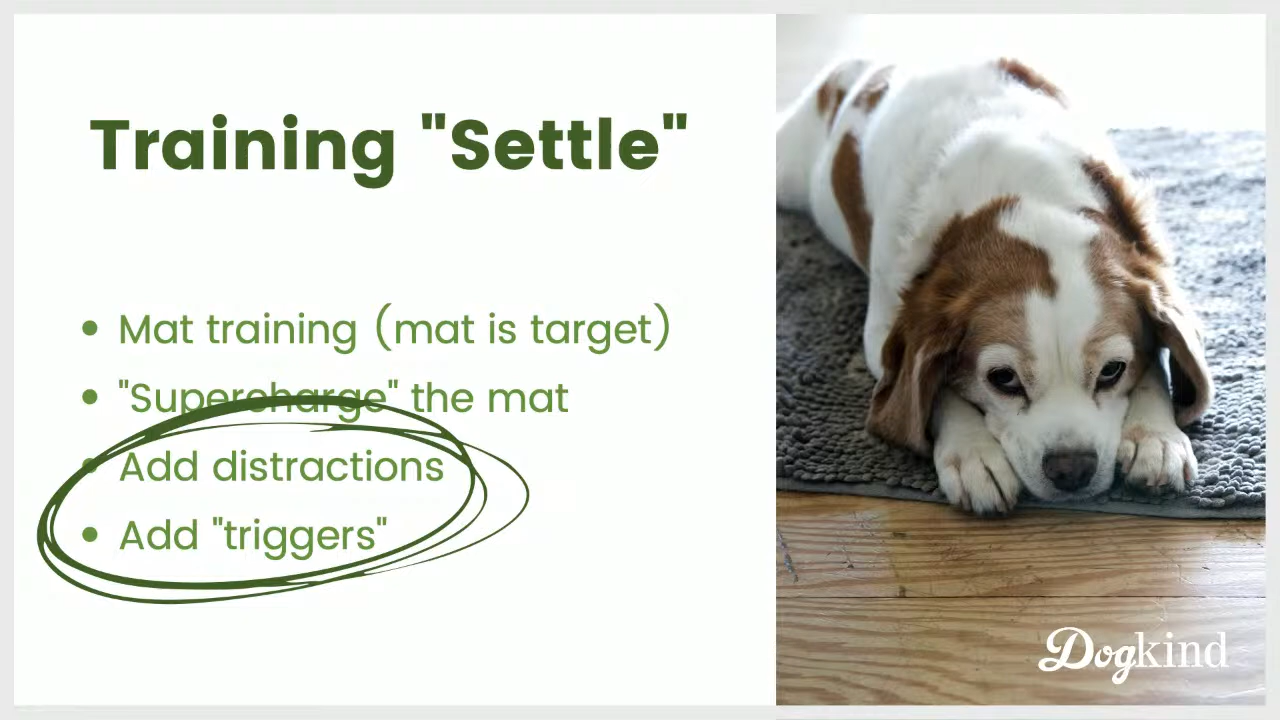 Training "Settle"
• Mat training (mat is target)
• "Supercharge" the mat
• Add distractions
• Add "triggers"
Dogkind